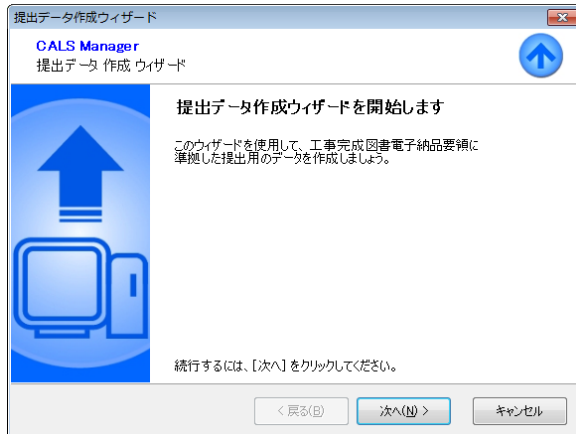 提出データ作成ウィザード
CALS Manager
提出データ 作成 ウィザード
提出データ作成ウィザードを開始します
このウィザードを使用して、工事完成図書電子納品要領に
準拠した提出用のデータを作成しましょう。
続行するには、[次へ] をクリックしてください。
< 戻る(B)
次へ(N) >
キャンセル